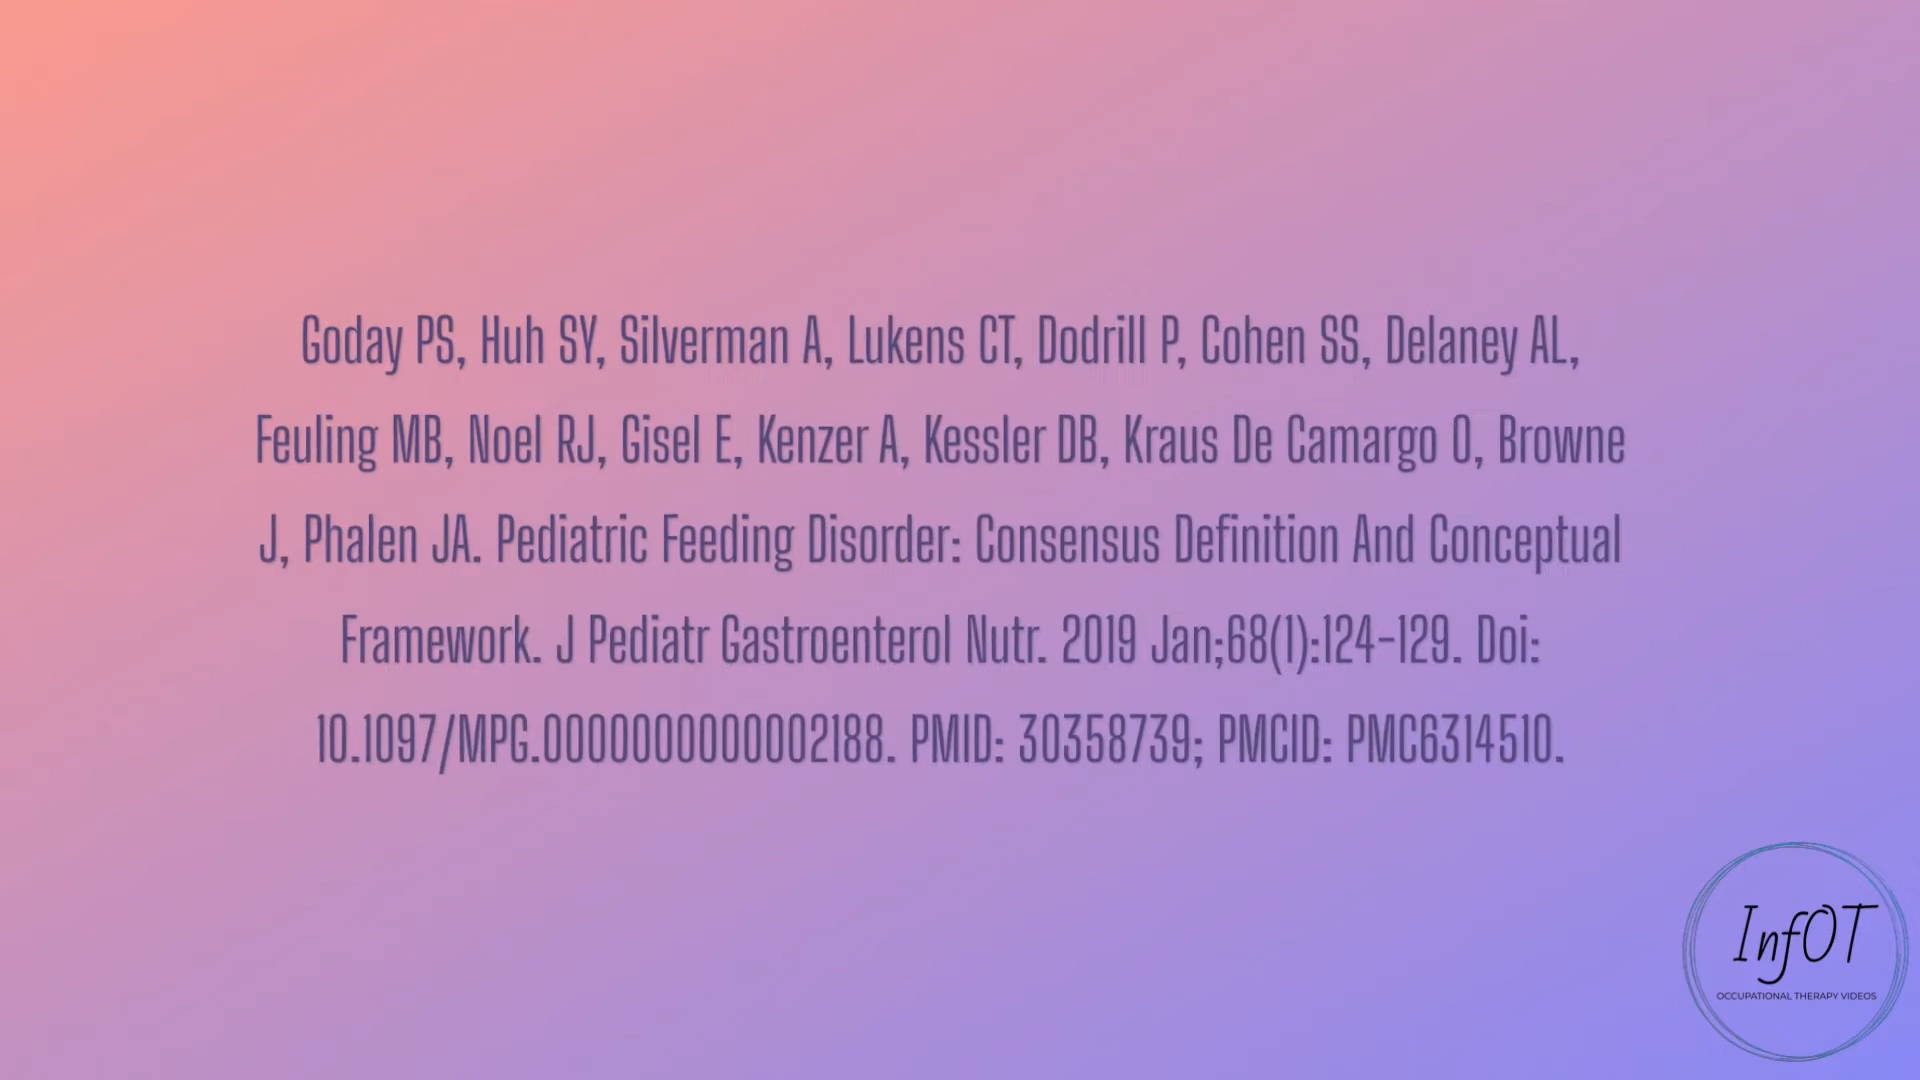 Goday PS, Huh SY, Silverman A, Lukens CT, Dodrill P, Cohen SS, Delaney AL,
Feuling MB, Noel RJ, Gisel E, Kenzer A, Kessler DB, Kraus De Camargo O, Browne
J, Phalen JA. Pediatric Feeding Disorder: Consensus Definition And Conceptual
Framework. J Pediatr Gastroenterol Nutr. 2019 Jan;68(1):124-129. Doi:
10.1097/MPG.0000000000002188. PMID: 30358739; PMCID: PMC6314510.
InfOT
OCCUPATIONAL THERAPY VIDEOS